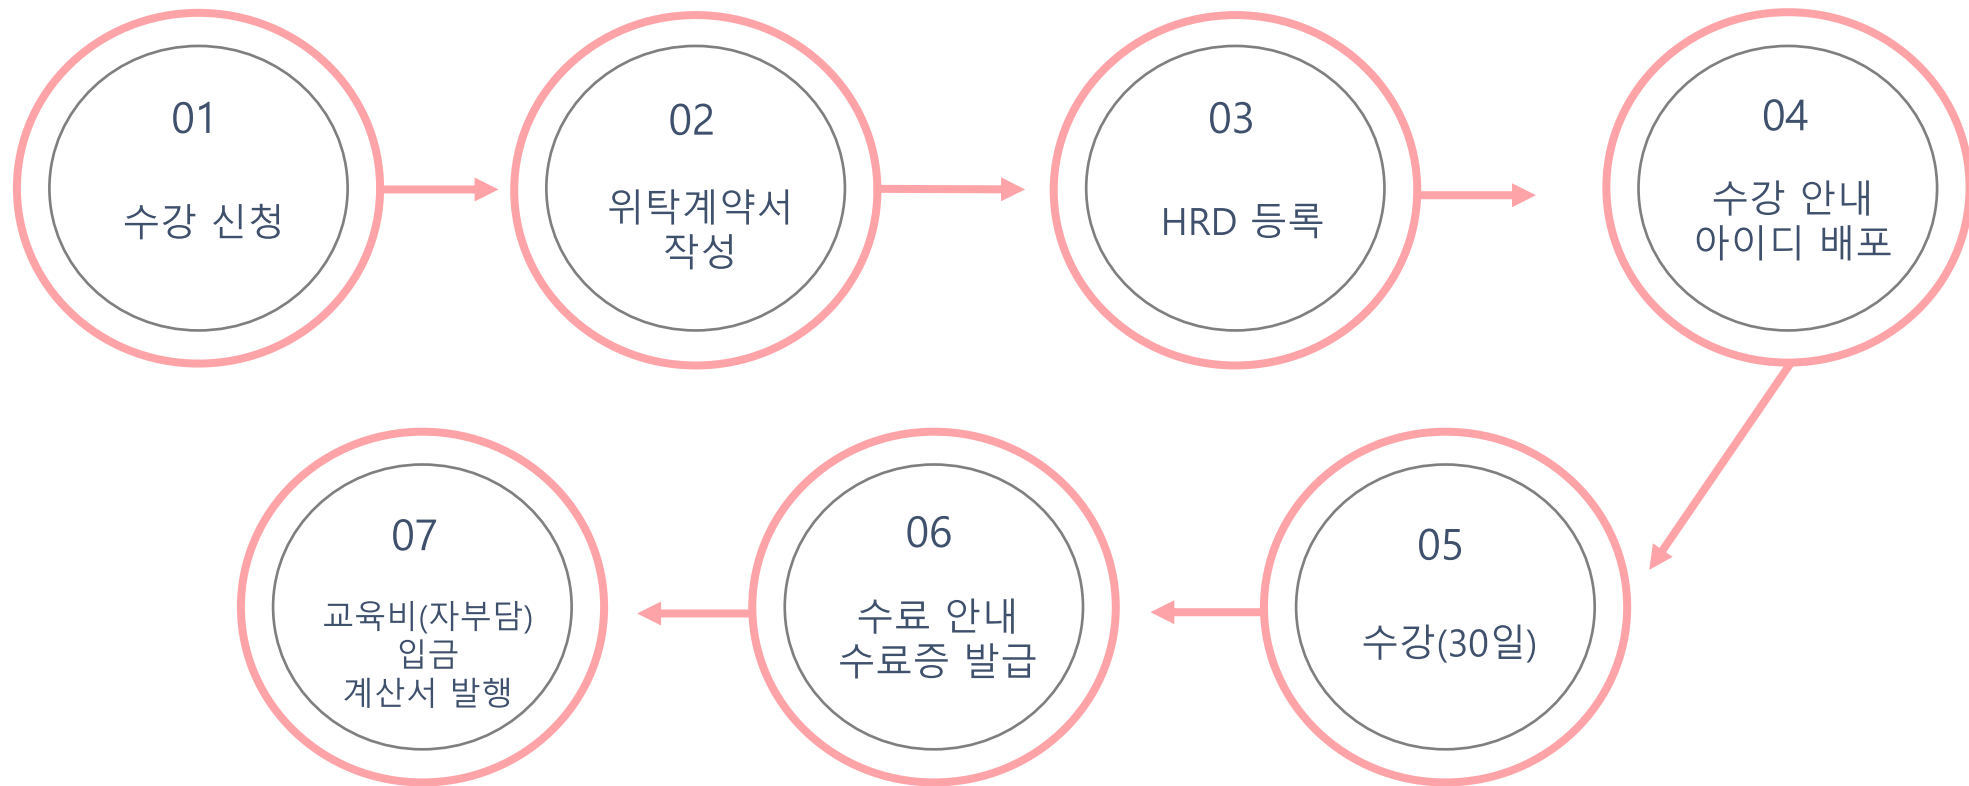 01
수강 신청
02
위탁계약서
작성
03
HRD 등록
04
수강 안내
아이디 배포
05
수강(30일)
06
수료 안내
수료증 발급
07
교육비(자부담)
입금
계산서 발행